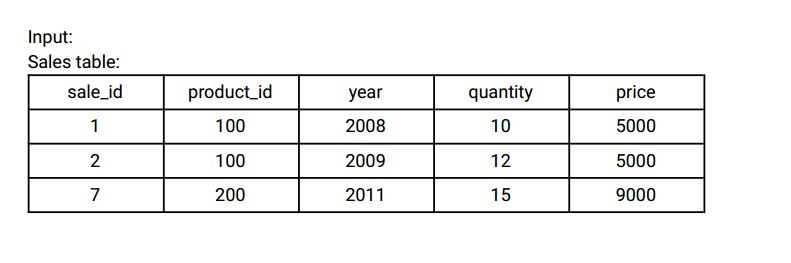 Input:
Sales table:
sale_id product_id year quantity price
1 100 2008 10 5000
2 100 2009 12 5000
7 200 2011 15 9000